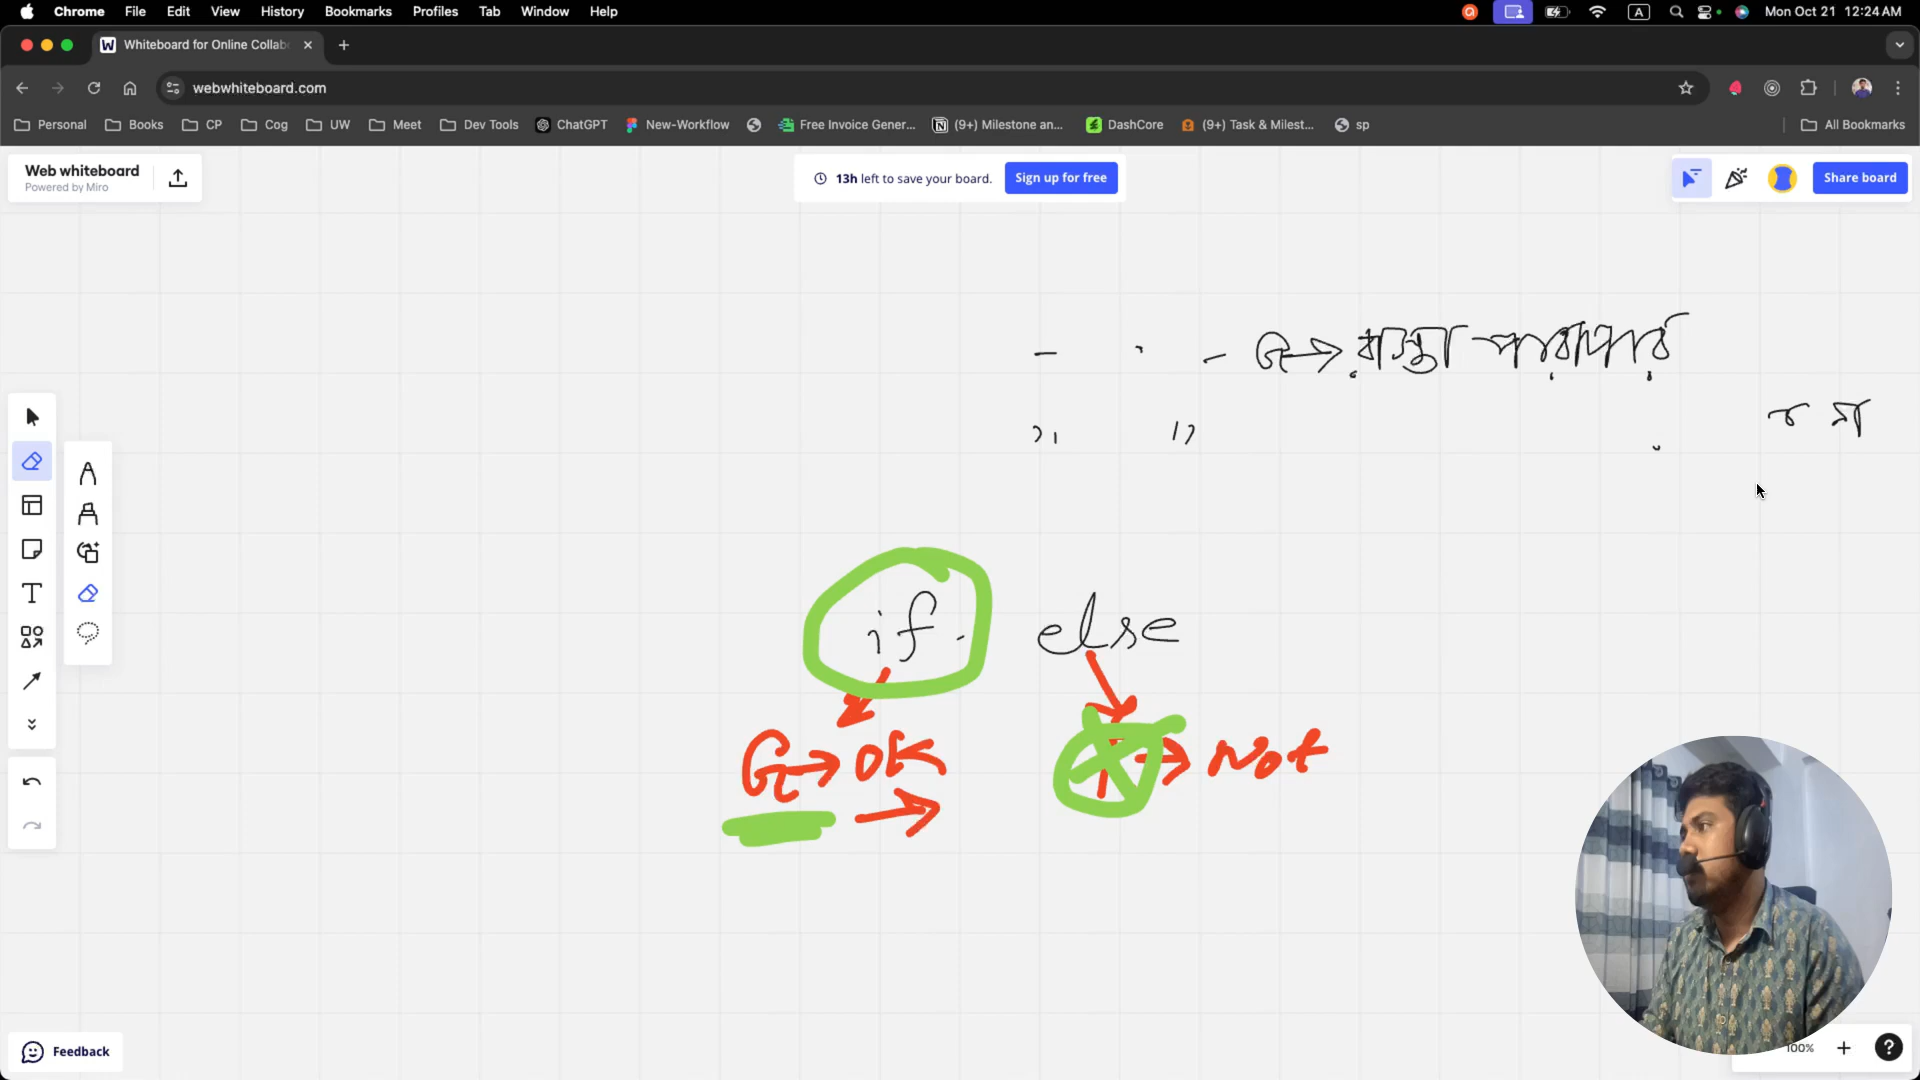 Chrome File Edit View History Bookmarks Profiles Tab Window Help A Mon Oct 21 12:24 AM
W Whiteboard for Online Collab
webwhiteboard.com
Personal Books CP Cog UW Meet Dev Tools ChatGPT New-Workflow Free Invoice Gener... (9+) Milestone an... DashCore (9+) Task & Milest... sp All Bookmarks
Web whiteboard
Powered by Miro
13h left to save your board. Sign up for free
Share board
G→ রাস্তা পারাপার
if else
G→OK → Not
Feedback
100%